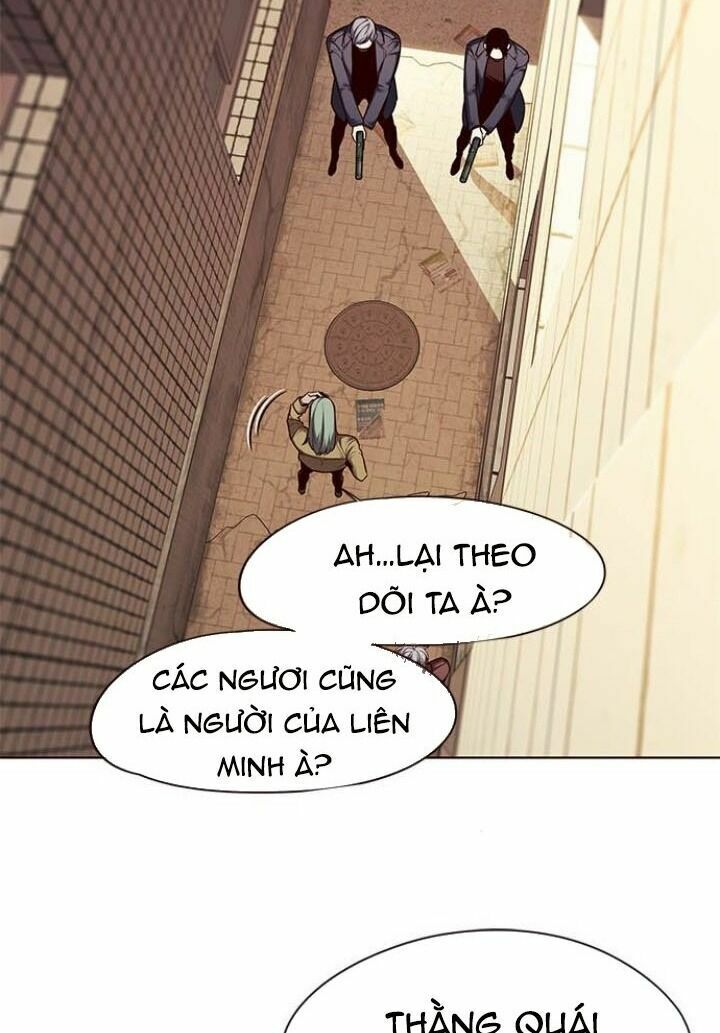 AH...LẠI THEO
DÕI TA À?
CÁC NGƯƠI CŨNG
LÀ NGƯỜI CỦA LIÊN
MINH À?
THẰNG QUÁI